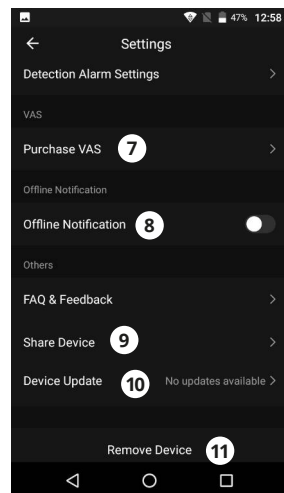 47% 12:58
Settings
Detection Alarm Settings
VAS
Purchase VAS 7
Offline Notification
Offline Notification 8
Others
FAQ & Feedback
Share Device 9
Device Update 10 No updates available
Remove Device 11